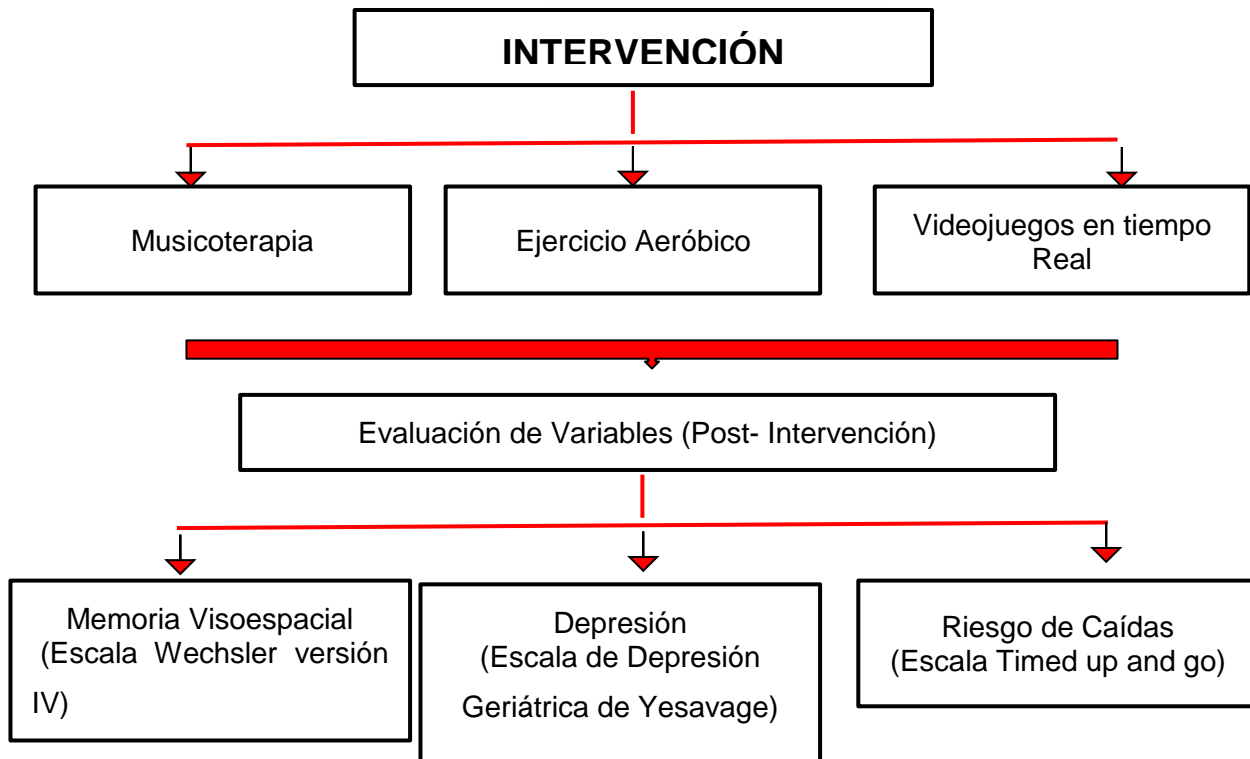 INTERVENCIÓN
Musicoterapia
Ejercicio Aeróbico
Videojuegos en tiempo
Real
Evaluación de Variables (Post- Intervención)
Memoria Visoespacial
(Escala Wechsler versión
IV)
Depresión
(Escala de Depresión
Geriátrica de Yesavage)
Riesgo de Caídas
(Escala Timed up and go)